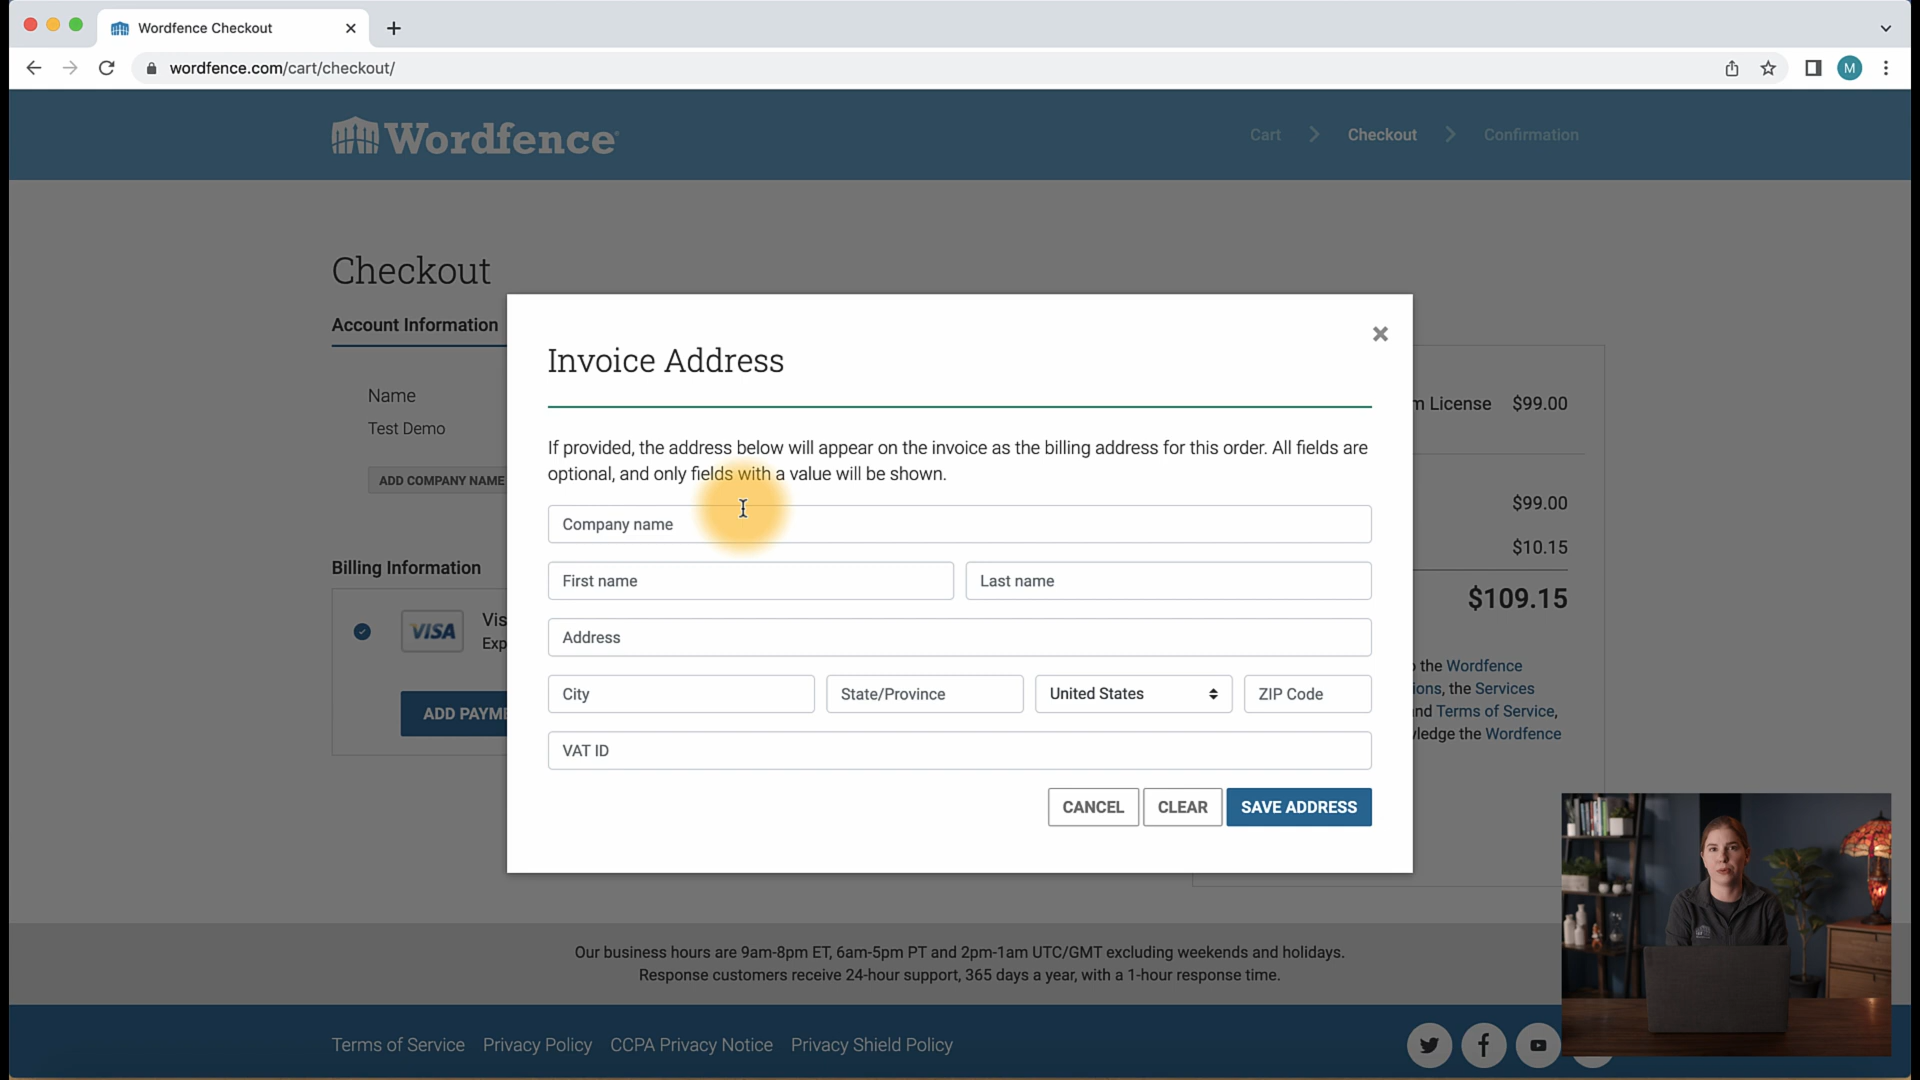 Wordfence Checkout
wordfence.com/cart/checkout/
M
Wordfence
Cart
Checkout
Confirmation
Checkout
Account Information
Name
Test Demo
ADD COMPANY NAME
Billing Information
VISA
Vis
Exp
ADD PAYME
Invoice Address
If provided, the address below will appear on the invoice as the billing address for this order. All fields are
optional, and only fields with a value will be shown.
Company name
First name
Last name
Address
City
State/Province
United States
ZIP Code
VAT ID
CANCEL
CLEAR
SAVE ADDRESS
m License $99.00
$99.00
$10.15
$109.15
the Wordfence
ions, the Services
nd Terms of Service,
ledge the Wordfence
Our business hours are 9am-8pm ET, 6am-5pm PT and 2pm-1am UTC/GMT excluding weekends and holidays.
Response customers receive 24-hour support, 365 days a year, with a 1-hour response time.
Terms of Service
Privacy Policy
CCPA Privacy Notice
Privacy Shield Policy